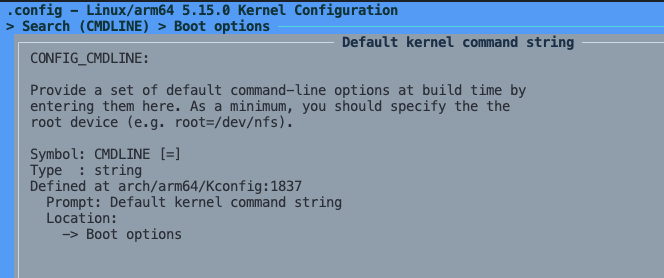 .config - Linux/arm64 5.15.0 Kernel Configuration
> Search (CMDLINE) > Boot options
Default kernel command string
CONFIG_CMDLINE:
Provide a set of default command-line options at build time by
entering them here. As a minimum, you should specify the the
root device (e.g. root=/dev/nfs).
Symbol: CMDLINE [=]
Type  : string
Defined at arch/arm64/Kconfig:1837
Prompt: Default kernel command string
Location:
-> Boot options